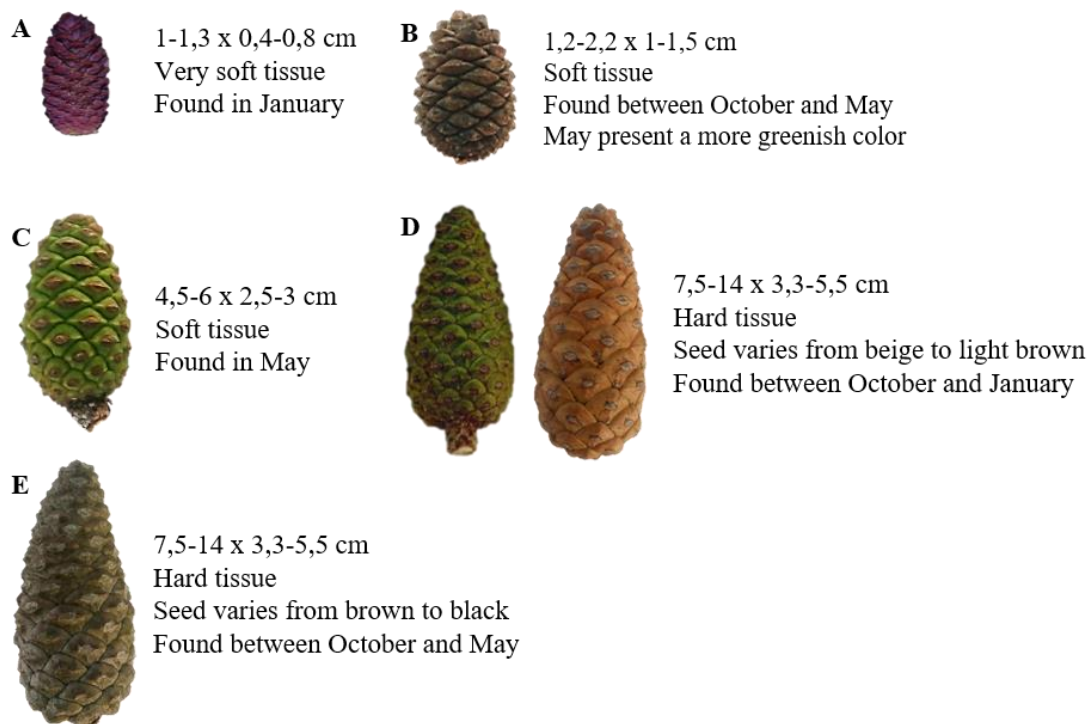 A
1-1,3 x 0,4-0,8 cm
Very soft tissue
Found in January
B
1,2-2,2 x 1-1,5 cm
Soft tissue
Found between October and May
May present a more greenish color
C
4,5-6 x 2,5-3 cm
Soft tissue
Found in May
D
7,5-14 x 3,3-5,5 cm
Hard tissue
Seed varies from beige to light brown
Found between October and January
E
7,5-14 x 3,3-5,5 cm
Hard tissue
Seed varies from brown to black
Found between October and May